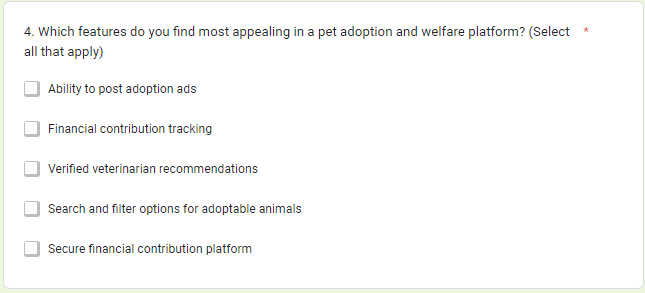 4. Which features do you find most appealing in a pet adoption and welfare platform? (Select *
all that apply)
Ability to post adoption ads
Financial contribution tracking
Verified veterinarian recommendations
Search and filter options for adoptable animals
Secure financial contribution platform